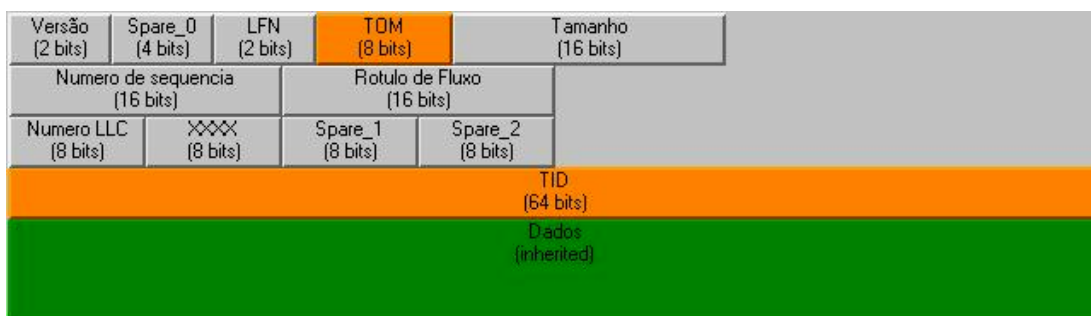 Versão Spare_0 LFN TOM Tamanho
(2 bits) (4 bits) (2 bits) (8 bits) (16 bits)
Numero de sequencia Rotulo de Fluxo
(16 bits) (16 bits)
Numero LLC XXXX Spare_1 Spare_2
(8 bits) (8 bits) (8 bits) (8 bits)
TID
(64 bits)
Dados
(inherited)